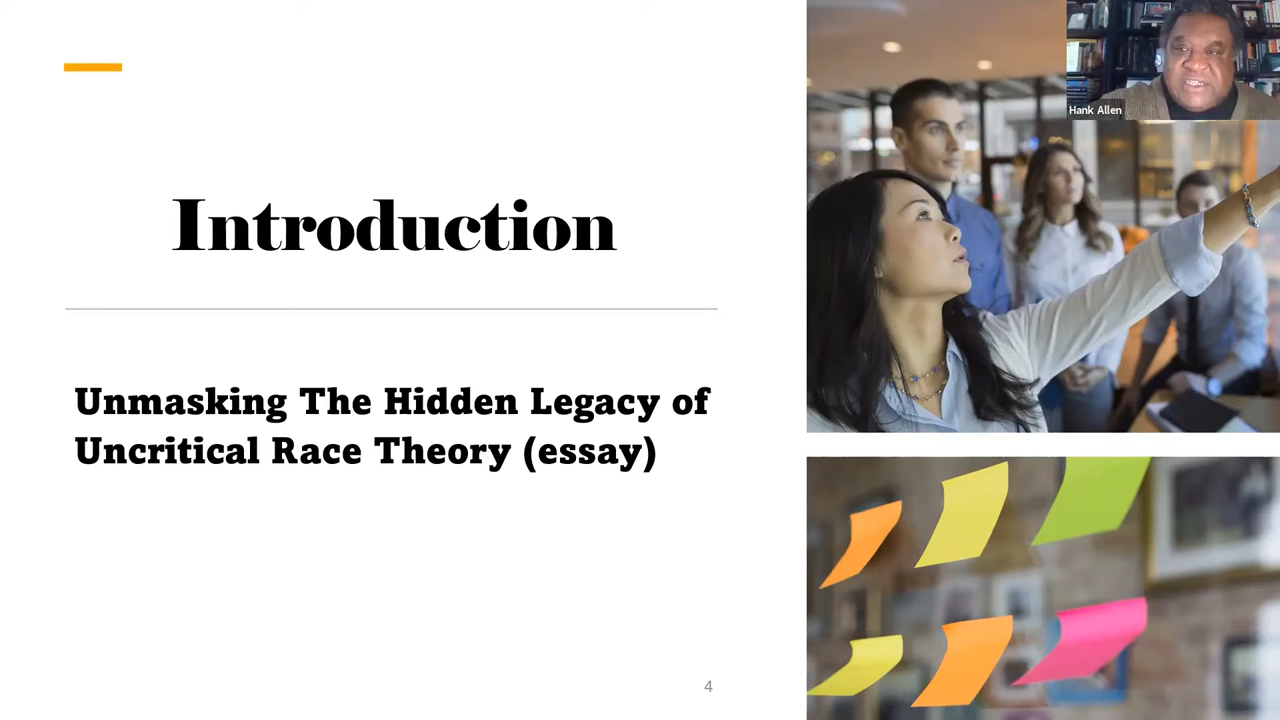 Introduction
Unmasking The Hidden Legacy of
Uncritical Race Theory (essay)
4
Hank Allen